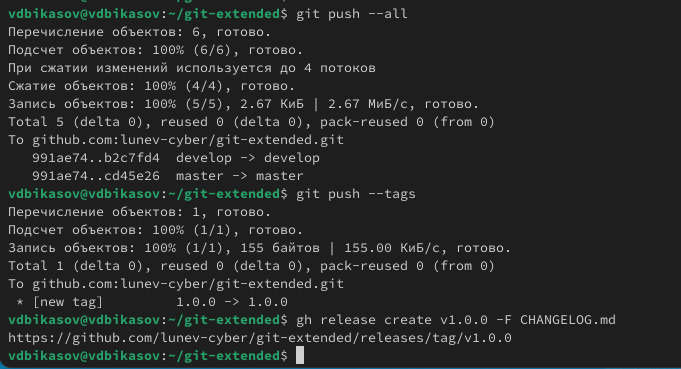 vdbikasov@vdbikasov:~/git-extended$ git push --all
Перечисление объектов: 6, готово.
Подсчет объектов: 100% (6/6), готово.
При сжатии изменений используется до 4 потоков
Сжатие объектов: 100% (4/4), готово.
Запись объектов: 100% (5/5), 2.67 КиБ | 2.67 МиБ/с, готово.
Total 5 (delta 0), reused 0 (delta 0), pack-reused 0 (from 0)
To github.com:lunev-cyber/git-extended.git
   991ae74..b2c7fd4  develop -> develop
   991ae74..cd45e26  master -> master
vdbikasov@vdbikasov:~/git-extended$ git push --tags
Перечисление объектов: 1, готово.
Подсчет объектов: 100% (1/1), готово.
Запись объектов: 100% (1/1), 155 байтов | 155.00 КиБ/с, готово.
Total 1 (delta 0), reused 0 (delta 0), pack-reused 0 (from 0)
To github.com:lunev-cyber/git-extended.git
 * [new tag]         1.0.0 -> 1.0.0
vdbikasov@vdbikasov:~/git-extended$ gh release create v1.0.0 -F CHANGELOG.md
https://github.com/lunev-cyber/git-extended/releases/tag/v1.0.0
vdbikasov@vdbikasov:~/git-extended$